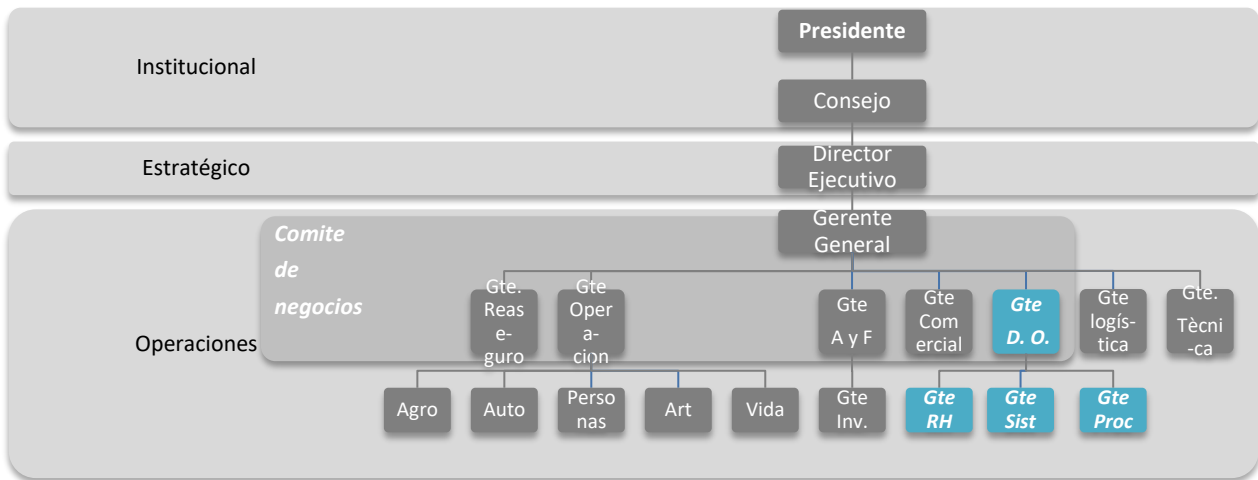 Institucional
Presidente
Consejo
Estratégico
Director
Ejecutivo
Operaciones
Comite
de
negocios
Gerente
General
Gte.
Reas
e-
guro
Gte
Oper
a-
cion
Gte
A y F
Gte
Com
ercial
Gte
D. O.
Gte
logís-
tica
Gte.
Tècni
-ca
Agro
Auto
Perso
nas
Art
Vida
Gte
Inv.
Gte
RH
Gte
Sist
Gte
Proc